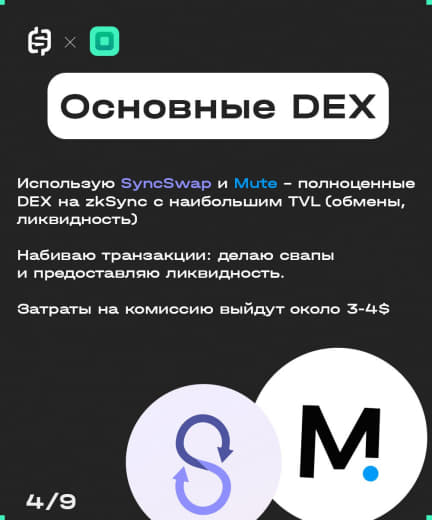 Основные DEX
Использую SyncSwap и Mute – полноценные
DEX на zkSync с наибольшим TVL (обмены,
ликвидность)
Набиваю транзакции: делаю свапы
и предоставляю ликвидность.
Затраты на комиссию выйдут около 3-4$
M.
4/9